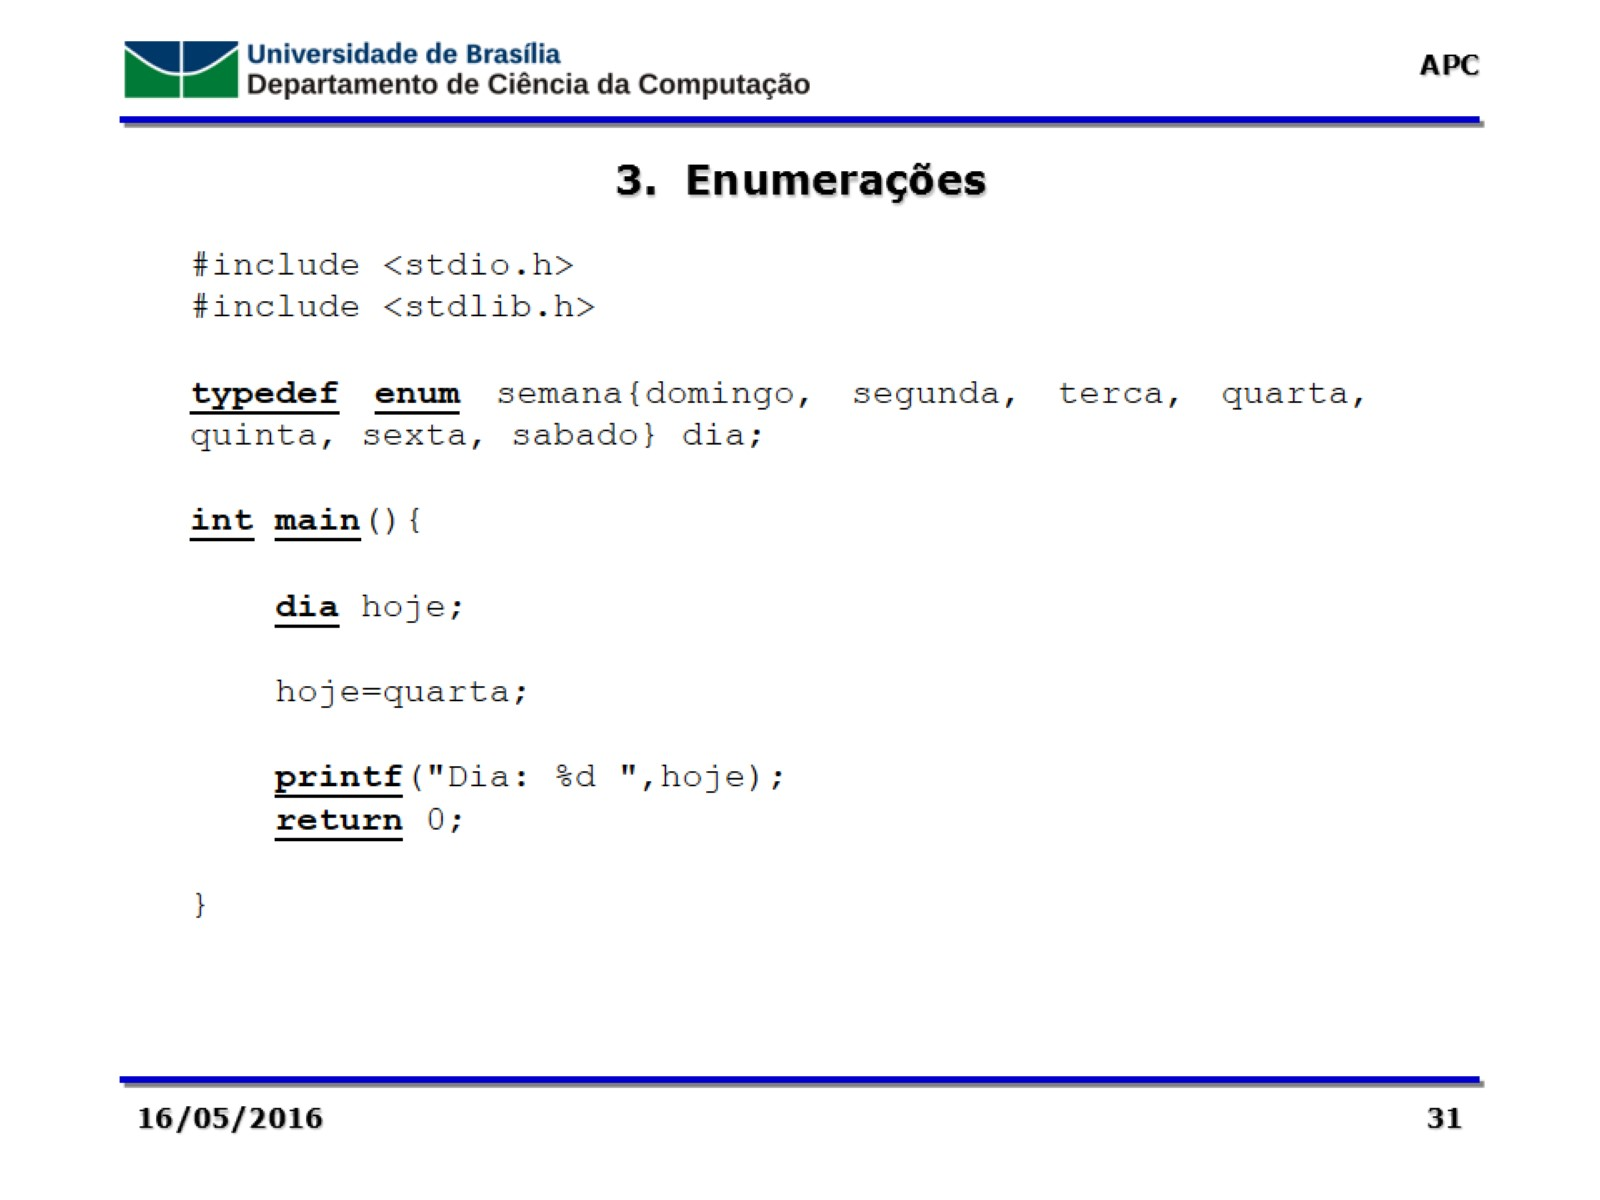 Universidade de Brasília
Departamento de Ciência da Computação
APC
3. Enumerações
#include <stdio.h>
#include <stdlib.h>
typedef enum semana{domingo, segunda, terca, quarta,
quinta, sexta, sabado} dia;
int main(){
dia hoje;
hoje=quarta;
printf("Dia: %d ",hoje);
return 0;
}
16/05/2016
31